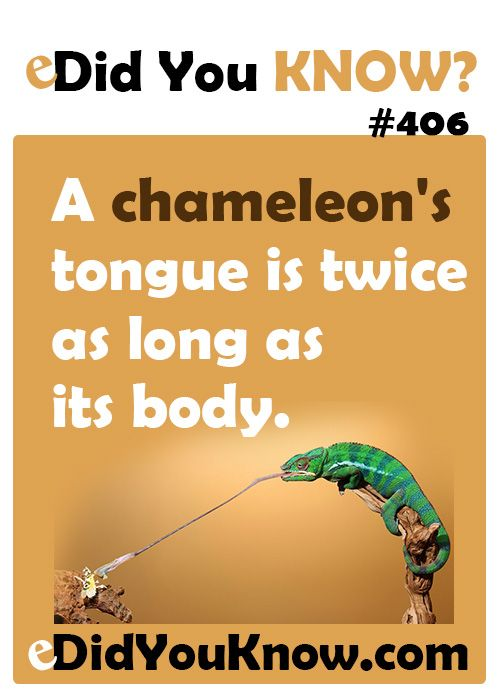 eDid You KNOW?
#406
A chameleon's
tongue is twice
as long as
its body.
eDidYouKnow.com